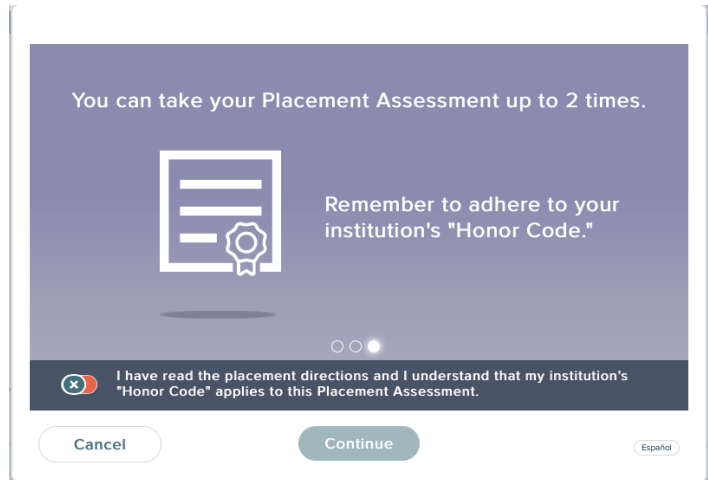 You can take your Placement Assessment up to 2 times.
Remember to adhere to your
institution's "Honor Code."
I have read the placement directions and I understand that my institution's
"Honor Code" applies to this Placement Assessment.
Cancel
Continue
Español